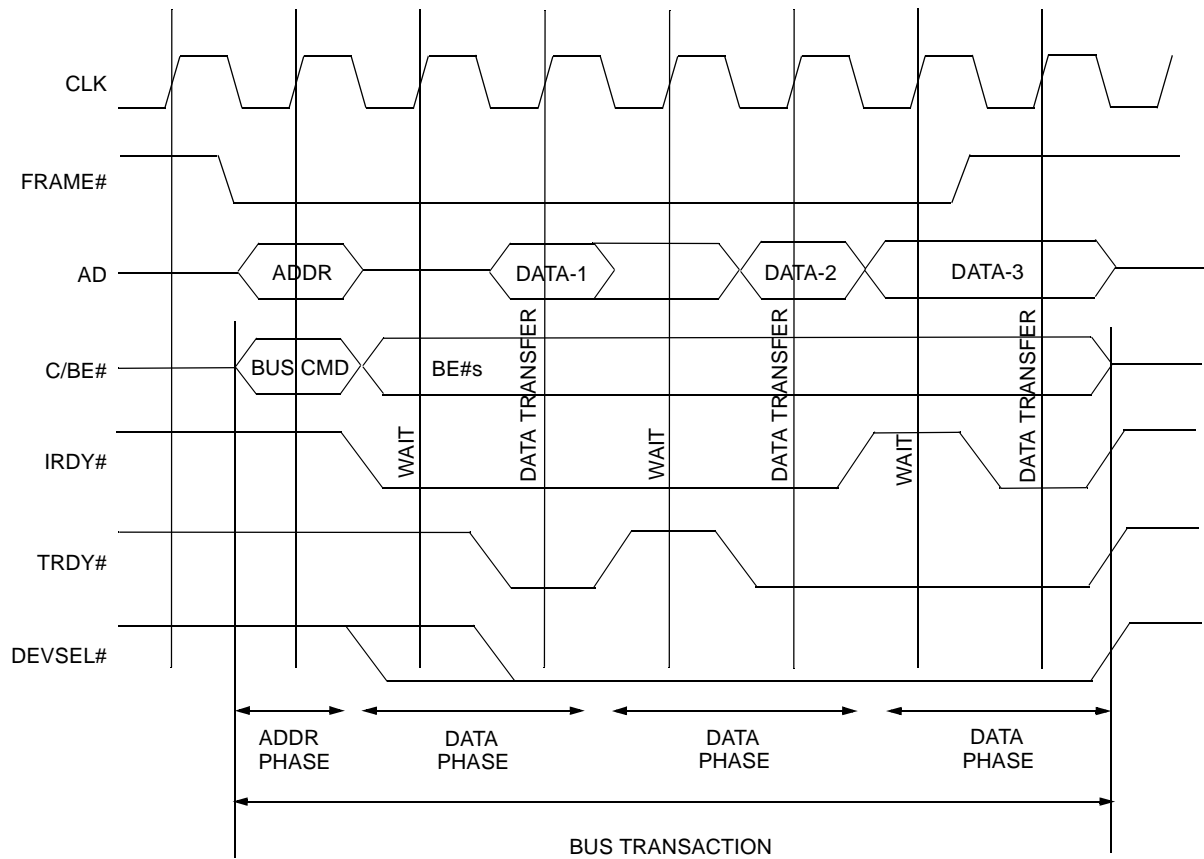 CLK
FRAME#
AD
ADDR
DATA-1
DATA-2
DATA-3
C/BE#
BUS CMD
BE#s
IRDY#
WAIT
DATA TRANSFER
WAIT
DATA TRANSFER
WAIT
DATA TRANSFER
TRDY#
DEVSEL#
ADDR
PHASE
DATA
PHASE
DATA
PHASE
DATA
PHASE
BUS TRANSACTION